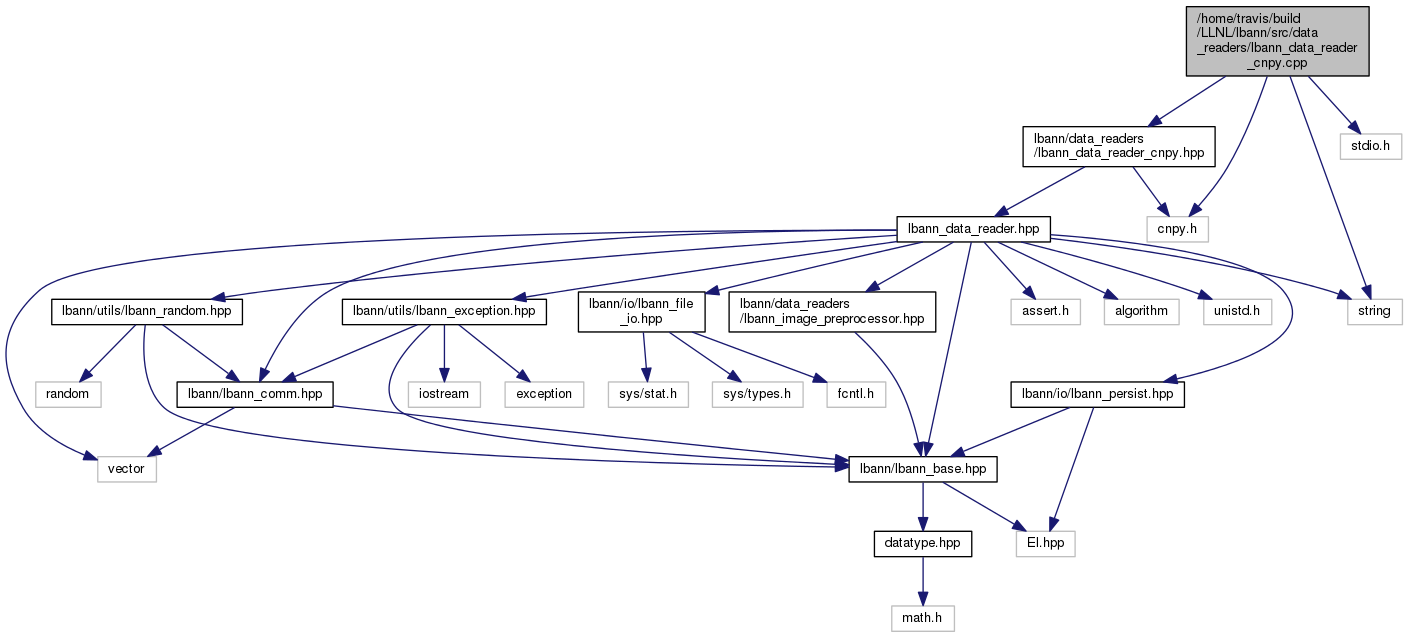 /home/travis/build
/LLNL/lbann/src/data
_readers/lbann_data_reader
_cnpy.cpp
lbann/data_readers
/lbann_data_reader_cnpy.hpp
stdio.h
lbann_data_reader.hpp
cnpy.h
lbann/utils/lbann_random.hpp
lbann/utils/lbann_exception.hpp
lbann/io/lbann_file
_io.hpp
lbann/data_readers
/lbann_image_preprocessor.hpp
assert.h
algorithm
unistd.h
string
random
lbann/lbann_comm.hpp
iostream
exception
sys/stat.h
sys/types.h
fcntl.h
lbann/io/lbann_persist.hpp
vector
lbann/lbann_base.hpp
datatype.hpp
El.hpp
math.h